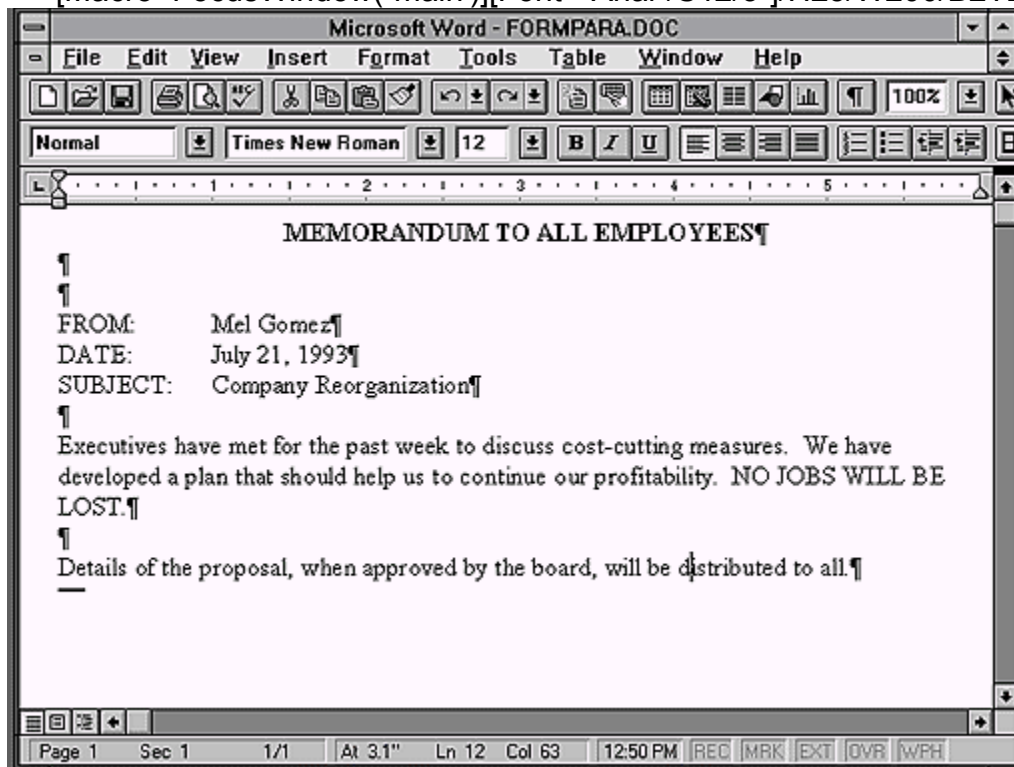 Microsoft Word - FORMPARA.DOC
File Edit View Insert Format Tools Table Window Help
100%
Normal Times New Roman 12 B I U
1 2 3 4 5
MEMORANDUM TO ALL EMPLOYEES¶
¶
¶
FROM: Mel Gomez¶
DATE: July 21, 1993¶
SUBJECT: Company Reorganization¶
¶
Executives have met for the past week to discuss cost-cutting measures. We have
developed a plan that should help us to continue our profitability. NO JOBS WILL BE
LOST.¶
¶
Details of the proposal, when approved by the board, will be distributed to all.¶
Page 1 Sec 1 1/1 At 3.1" Ln 12 Col 63 12:50 PM REC MRK EXT OVR WPH